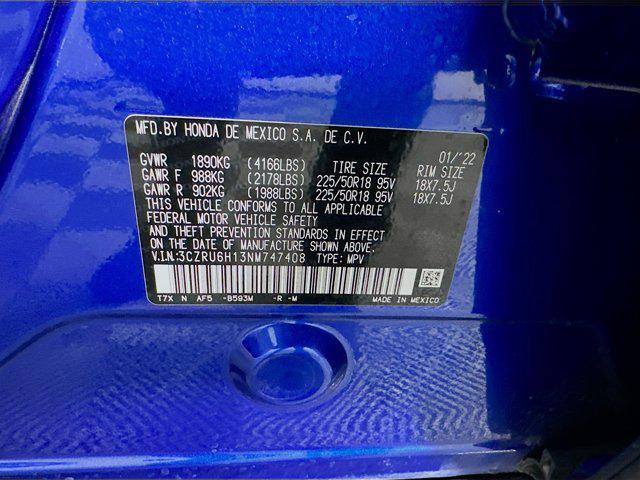 MFD.BY HONDA DE MEXICO S.A. DE C.V.
01/'22
GVWR 1890KG (4166LBS) TIRE SIZE RIM SIZE
GAWR F 988KG (2178LBS) 225/50R18 95V 18X7.5J
GAWR R 902KG (1988LBS) 225/50R18 95V 18X7.5J
THIS VEHICLE CONFORMS TO ALL APPLICABLE
FEDERAL MOTOR VEHICLE SAFETY
AND THEFT PREVENTION STANDARDS IN EFFECT
ON THE DATE OF MANUFACTURE SHOWN ABOVE.
V.I.N.:3CZRU6H13NM747408 TYPE: MPV
T7X N AF5 -B593M -R -M MADE IN MEXICO